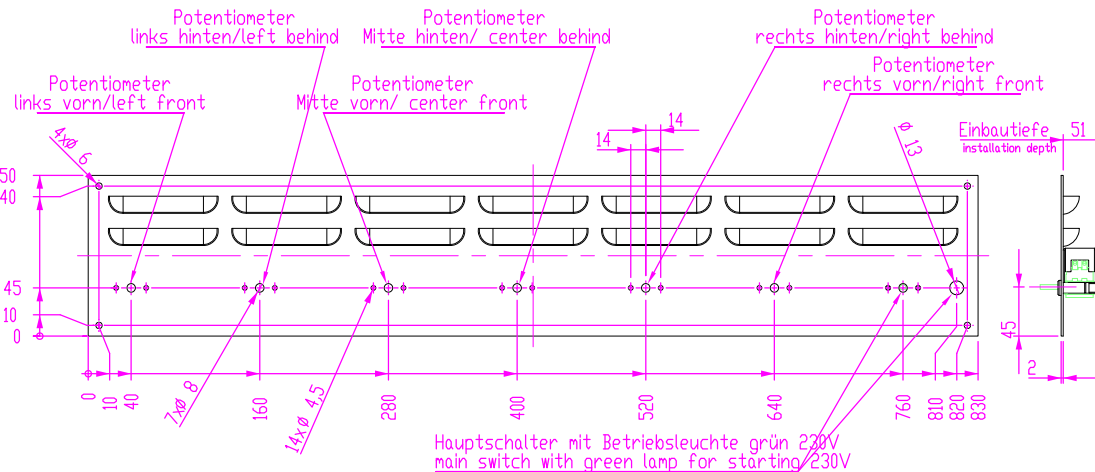 Potentiometer
links hinten/left behind
Potentiometer
Mitte hinten/ center behind
Potentiometer
rechts hinten/right behind
Potentiometer
links vorn/left front
Potentiometer
Mitte vorn/ center front
Potentiometer
rechts vorn/right front
4xø 6
14
14
ø 13
Einbautiefe 51
installation depth
50
40
45
10
0
45
2
0 10 40 160 280 400 520 640 760 810 820 830
7xø 8
14xø 4,5
Hauptschalter mit Betriebsleuchte grün 230V
main switch with green lamp for starting 230V